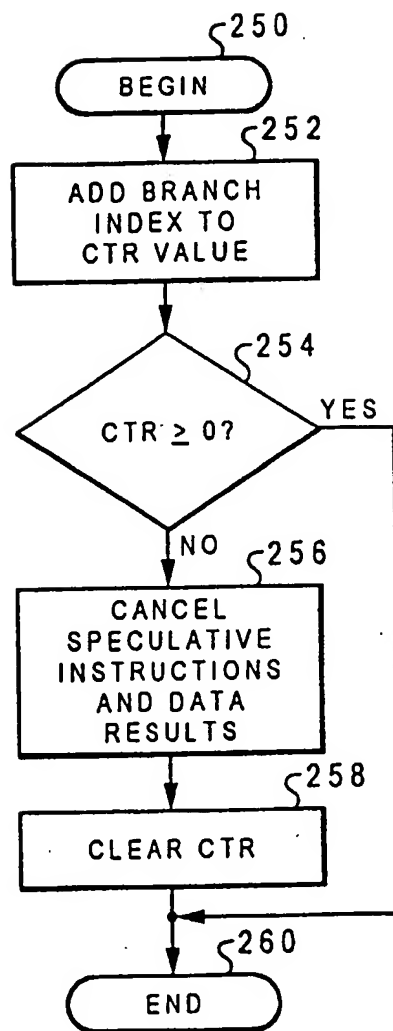 250
BEGIN
252
ADD BRANCH
INDEX TO
CTR VALUE
254
CTR ≥ 0?
YES
NO
256
CANCEL
SPECULATIVE
INSTRUCTIONS
AND DATA
RESULTS
258
CLEAR CTR
260
END